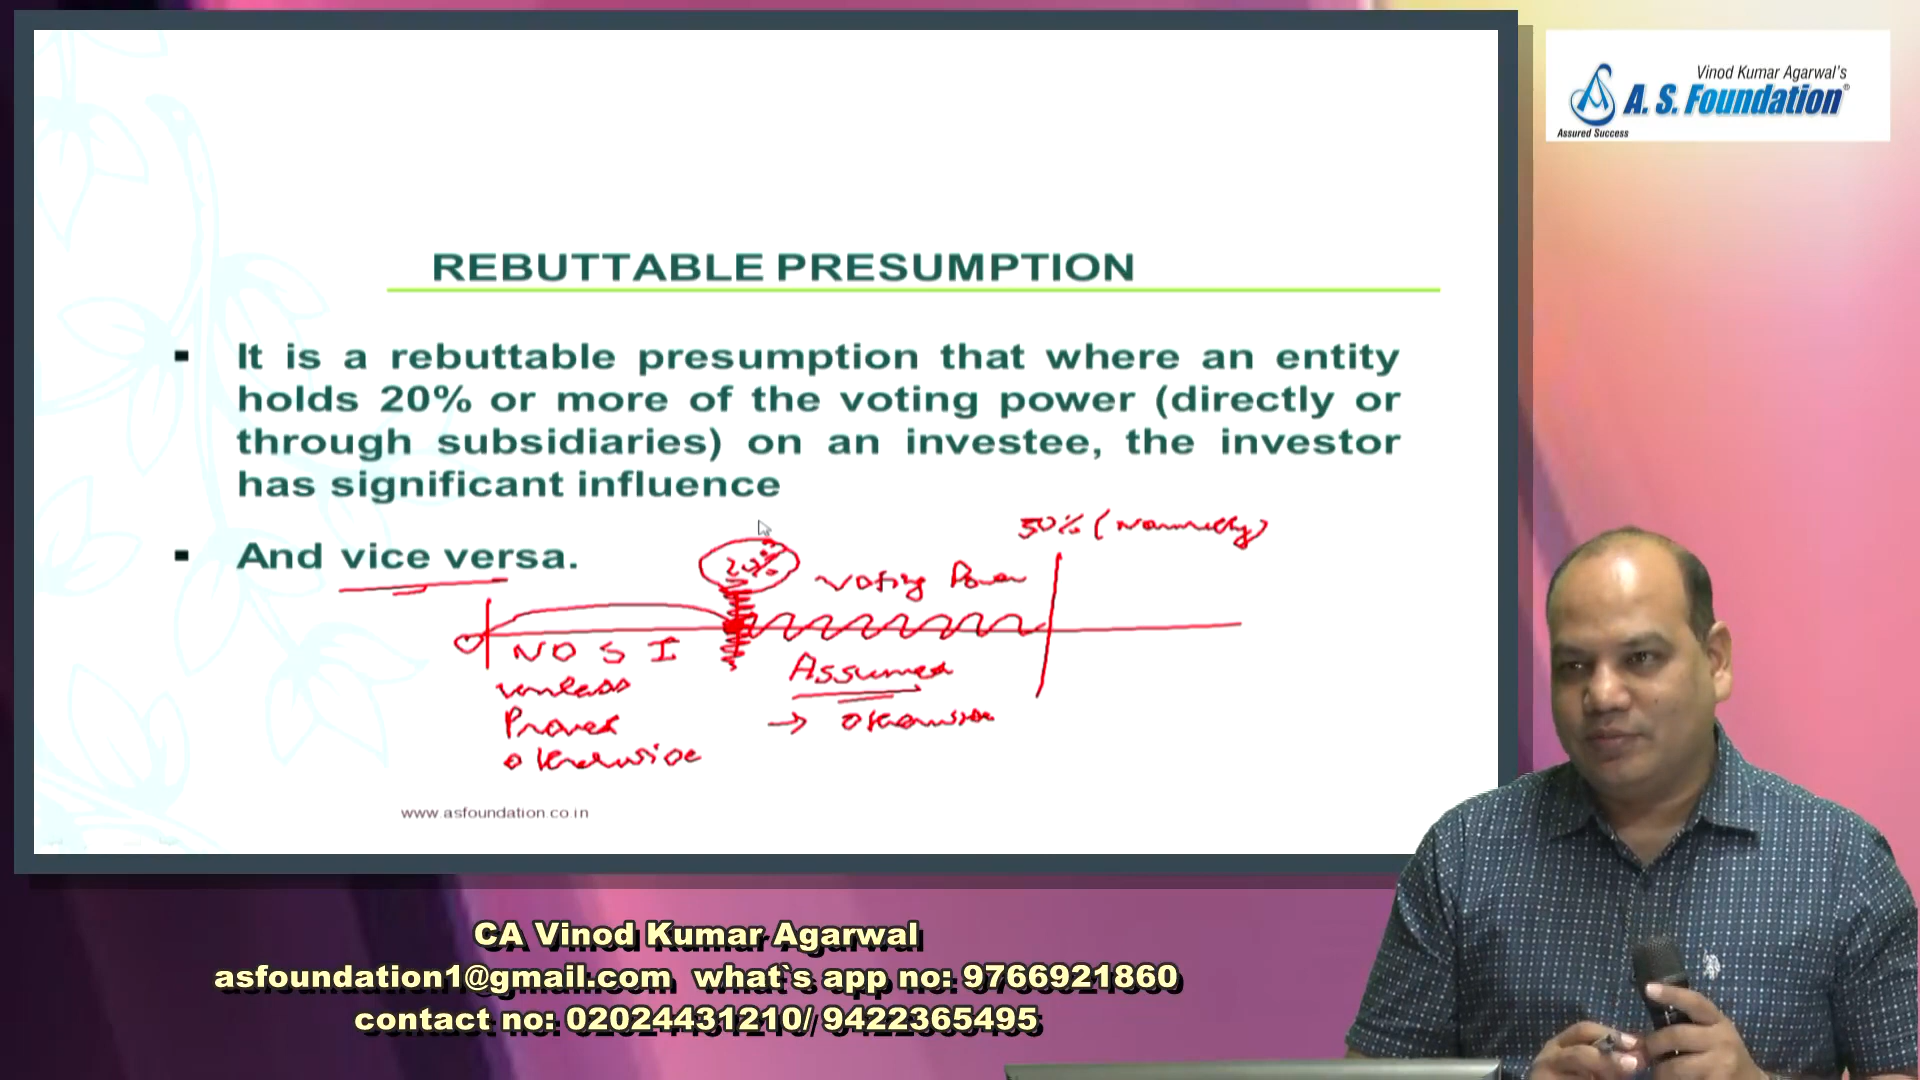 Vinod Kumar Agarwal's
A. S. Foundation®
Assured Success
REBUTTABLE PRESUMPTION
It is a rebuttable presumption that where an entity
holds 20% or more of the voting power (directly or
through subsidiaries) on an investee, the investor
has significant influence
And vice versa.
50% (Normally)
20%
Voting Power
0
NO S I
Assumed
unless
Proved
→ otherwise
otherwise
www.asfoundation.co.in
CA Vinod Kumar Agarwal
asfoundation1@gmail.com what`s app no: 9766921860
contact no: 02024431210/ 9422365495